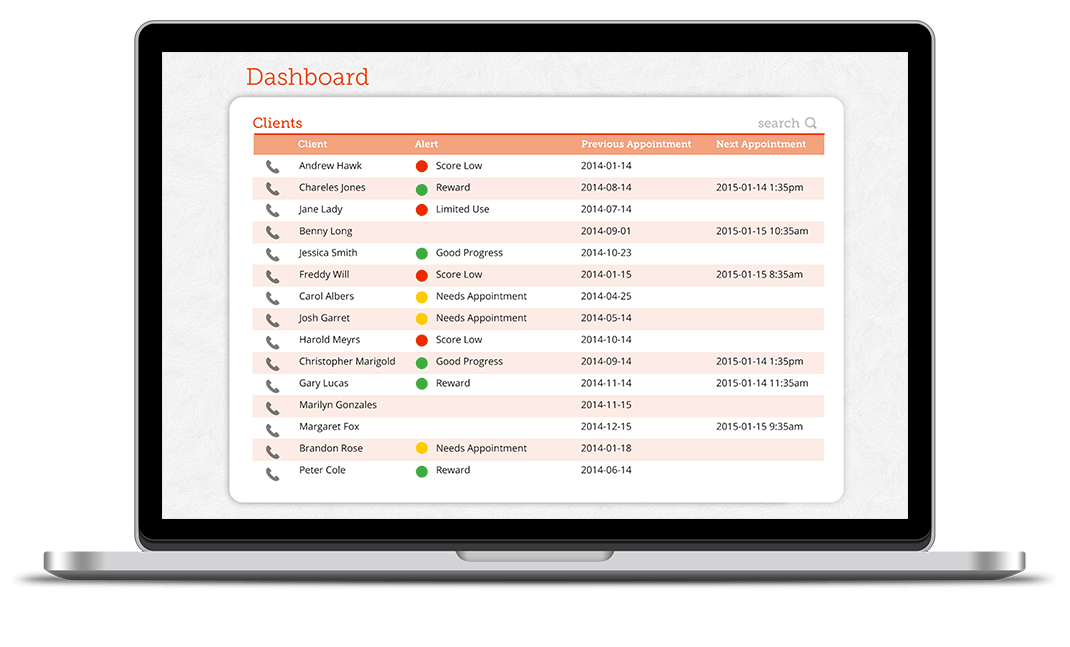 Dashboard
Clients search
Client Alert Previous Appointment Next Appointment
Andrew Hawk Score Low 2014-01-14
Chareles Jones Reward 2014-08-14 2015-01-14 1:35pm
Jane Lady Limited Use 2014-07-14
Benny Long 2014-09-01 2015-01-15 10:35am
Jessica Smith Good Progress 2014-10-23
Freddy Will Score Low 2014-01-15 2015-01-15 8:35am
Carol Albers Needs Appointment 2014-04-25
Josh Garret Needs Appointment 2014-05-14
Harold Meyrs Score Low 2014-10-14
Christopher Marigold Good Progress 2014-09-14 2015-01-14 1:35pm
Gary Lucas Reward 2014-11-14 2015-01-14 11:35am
Marilyn Gonzales 2014-11-15
Margaret Fox 2014-12-15 2015-01-15 9:35am
Brandon Rose Needs Appointment 2014-01-18
Peter Cole Reward 2014-06-14